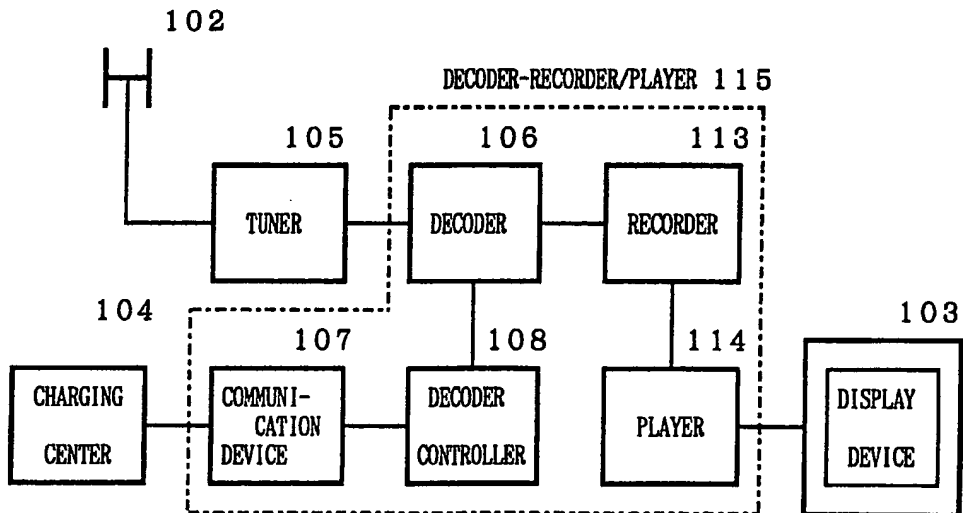 102
DECODER-RECORDER/PLAYER 115
105
106
113
TUNER
DECODER
RECORDER
104
107
108
114
103
CHARGING
CENTER
COMMUNI-
CATION
DEVICE
DECODER
CONTROLLER
PLAYER
DISPLAY
DEVICE